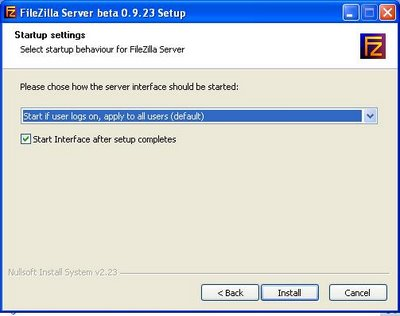 FileZilla Server beta 0.9.23 Setup
Startup settings
Select startup behaviour for FileZilla Server
FZ
Please chose how the server interface should be started:
Start if user logs on, apply to all users (default)
Start Interface after setup completes
Nullsoft Install System v2.23
< Back
Install
Cancel